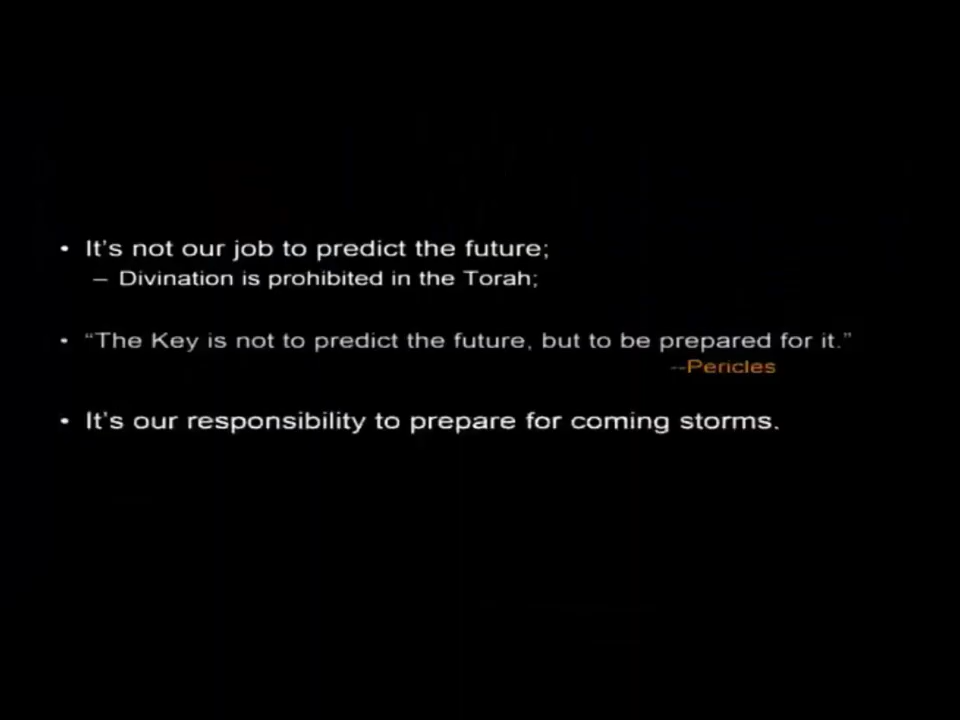 • It's not our job to predict the future;
– Divination is prohibited in the Torah;
• “The Key is not to predict the future, but to be prepared for it.”
--Pericles
• It's our responsibility to prepare for coming storms.